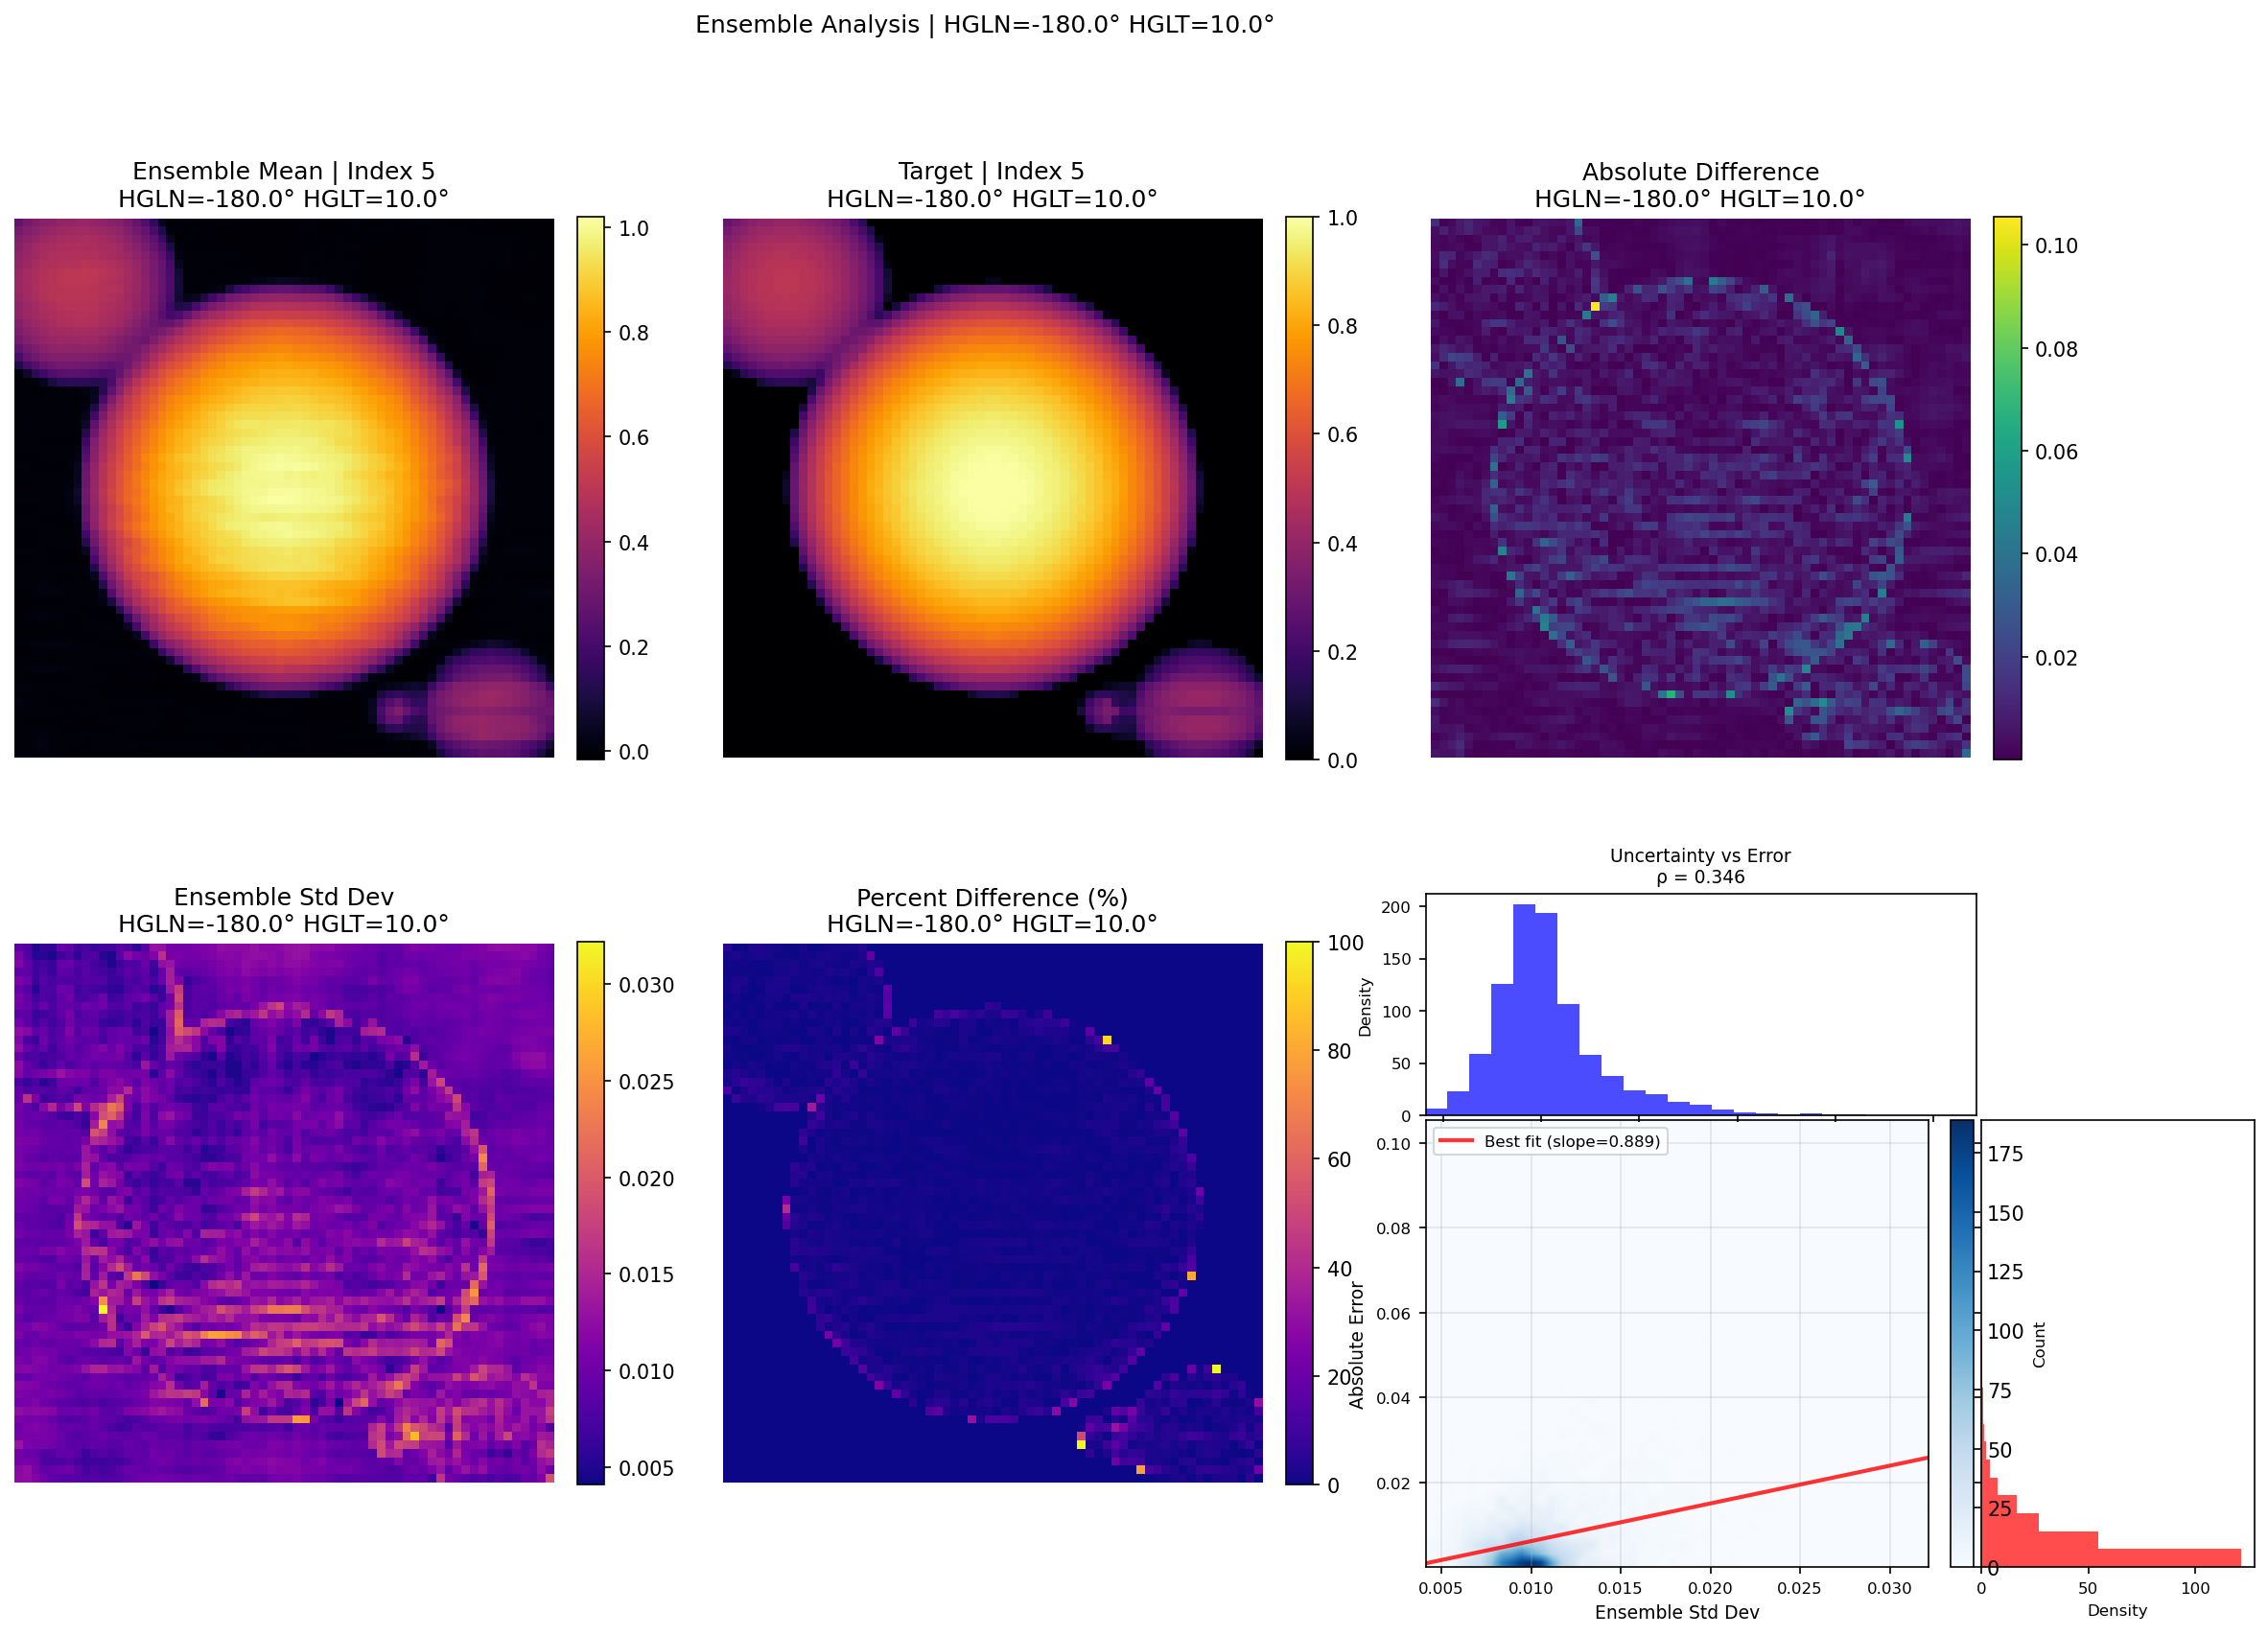 Ensemble Analysis | HGLN=-180.0° HGLT=10.0°
Ensemble Mean | Index 5
HGLN=-180.0° HGLT=10.0°
1.0
0.8
0.6
0.4
0.2
0.0
Target | Index 5
HGLN=-180.0° HGLT=10.0°
1.0
0.8
0.6
0.4
0.2
0.0
Absolute Difference
HGLN=-180.0° HGLT=10.0°
0.10
0.08
0.06
0.04
0.02
Ensemble Std Dev
HGLN=-180.0° HGLT=10.0°
0.030
0.025
0.020
0.015
0.010
0.005
Percent Difference (%)
HGLN=-180.0° HGLT=10.0°
100
80
60
40
20
0
Uncertainty vs Error
ρ = 0.346
Density
200
150
100
50
0
Best fit (slope=0.889)
Absolute Error
0.10
0.08
0.06
0.04
0.02
0.005 0.010 0.015 0.020 0.025 0.030
Ensemble Std Dev
175
150
125
100
75
50
25
0
Count
0 50 100
Density